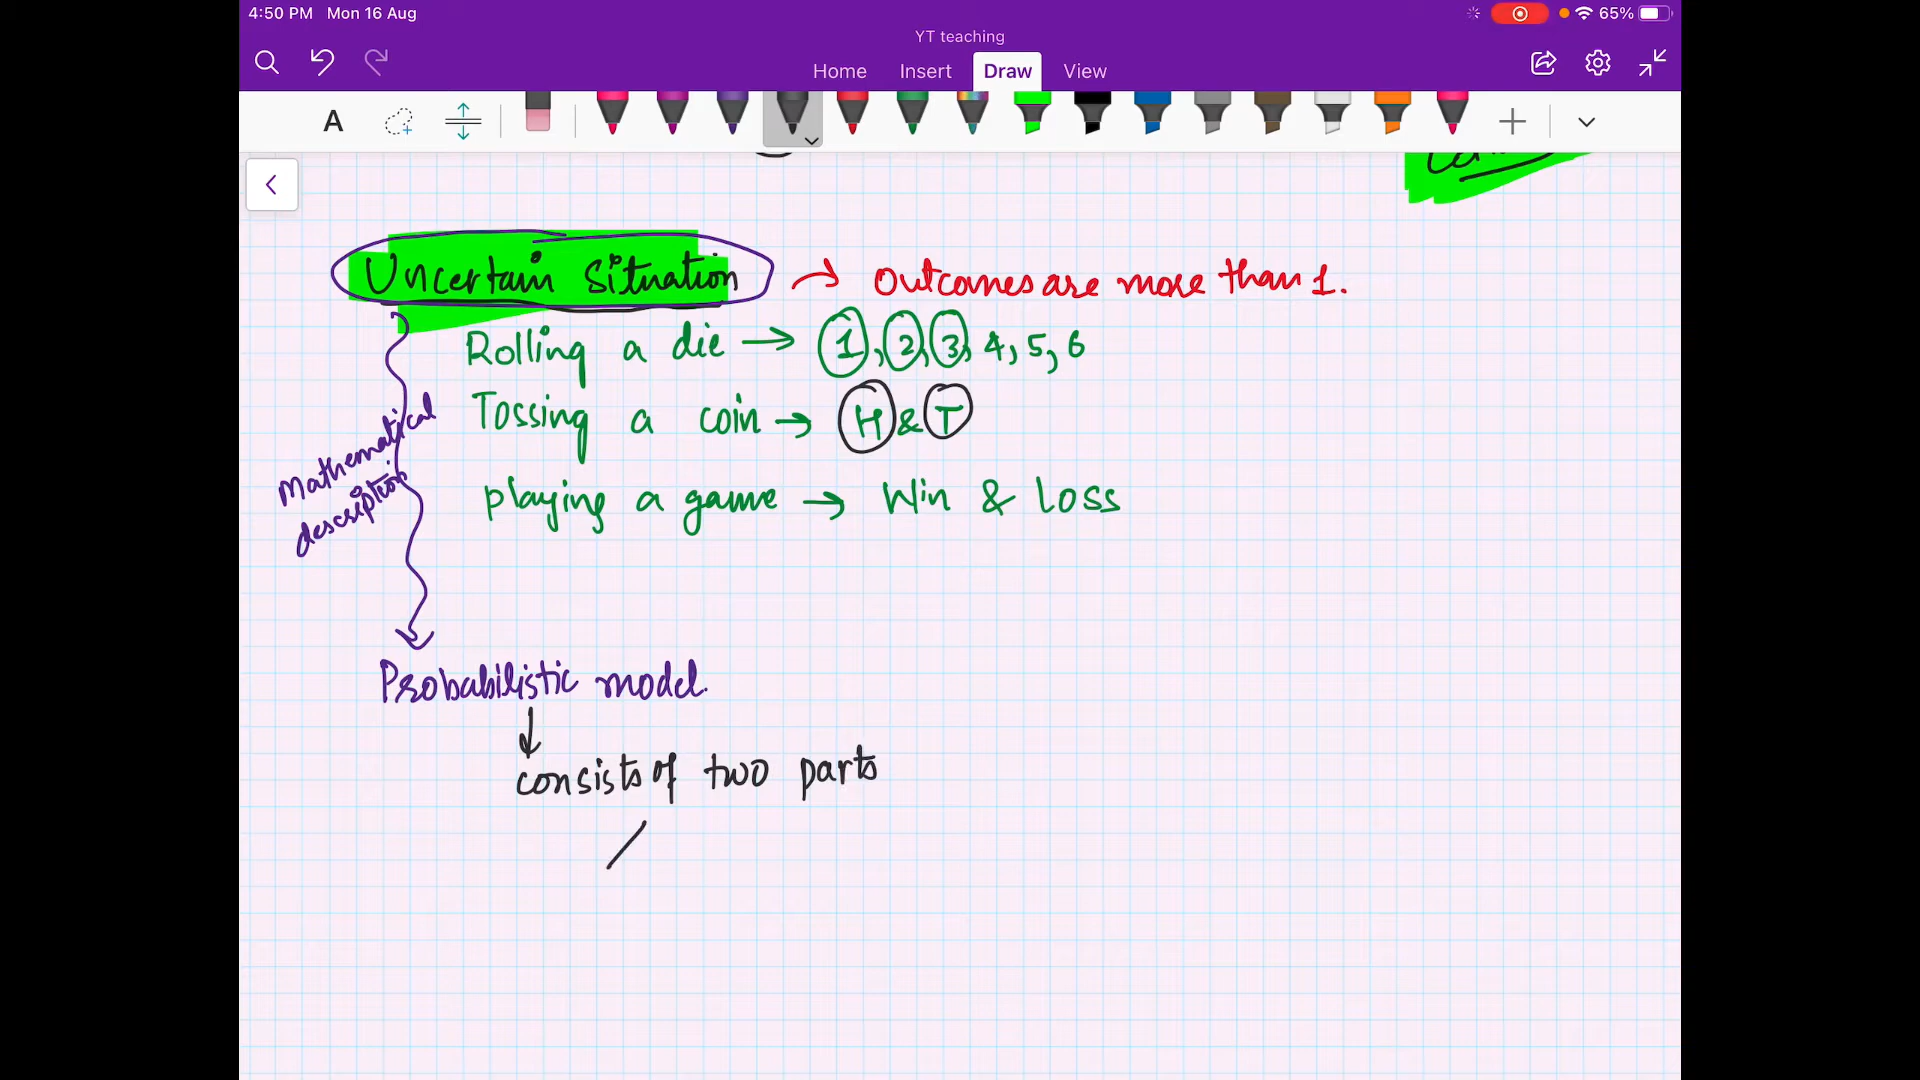 4:50 PM Mon 16 Aug
65%
YT teaching
Home Insert Draw View
A
Uncertain Situation → Outcomes are more than 1.
Rolling a die → 1, 2, 3, 4, 5, 6
Tossing a coin → H & T
Mathematical description
playing a game → Win & Loss
Probabilistic model.
↓
consists of two parts